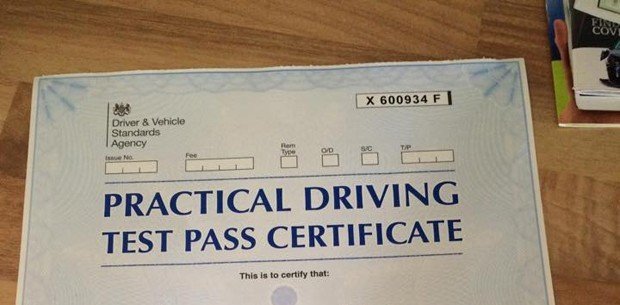 X 600934 F
Driver & Vehicle
Standards
Agency
Issue No.
Fee
Rem
Type
O/D
S/C
T/P
PRACTICAL DRIVING
TEST PASS CERTIFICATE
This is to certify that: